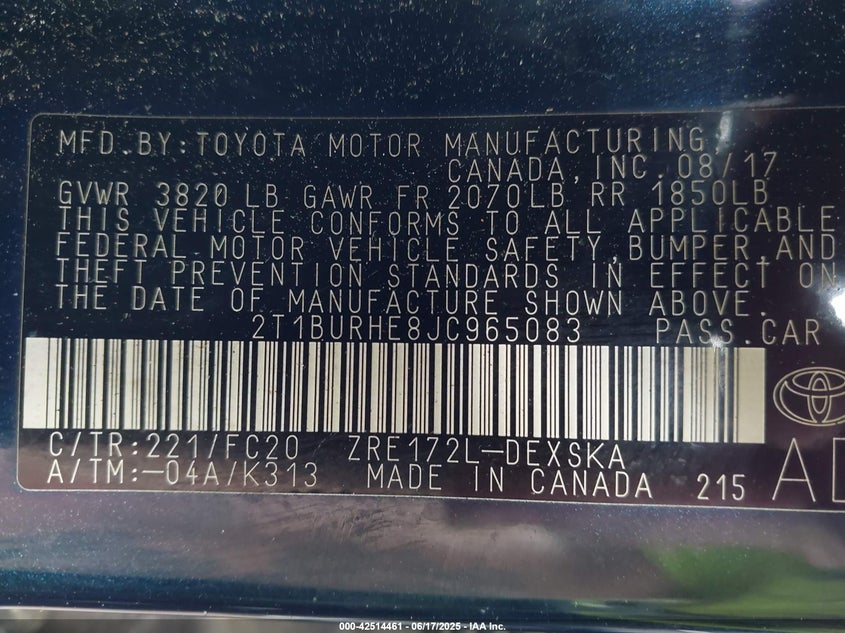 MFD.BY:TOYOTA MOTOR MANUFACTURING,
CANADA,INC.08/17
GVWR 3820 LB GAWR FR 2070LB RR 1850LB
THIS VEHICLE CONFORMS TO ALL APPLICABLE
FEDERAL MOTOR VEHICLE SAFETY,BUMPER,AND
THEFT PREVENTION STANDARDS IN EFFECT ON
THE DATE OF MANUFACTURE SHOWN ABOVE.
2T1BURHE8JC965083 PASS.CAR
C/TR:221/FC20 ZRE172L-DEXSKA
A/TM:-04A/K313 MADE IN CANADA 215
000-42514461 - 06/17/2025 - IAA Inc.